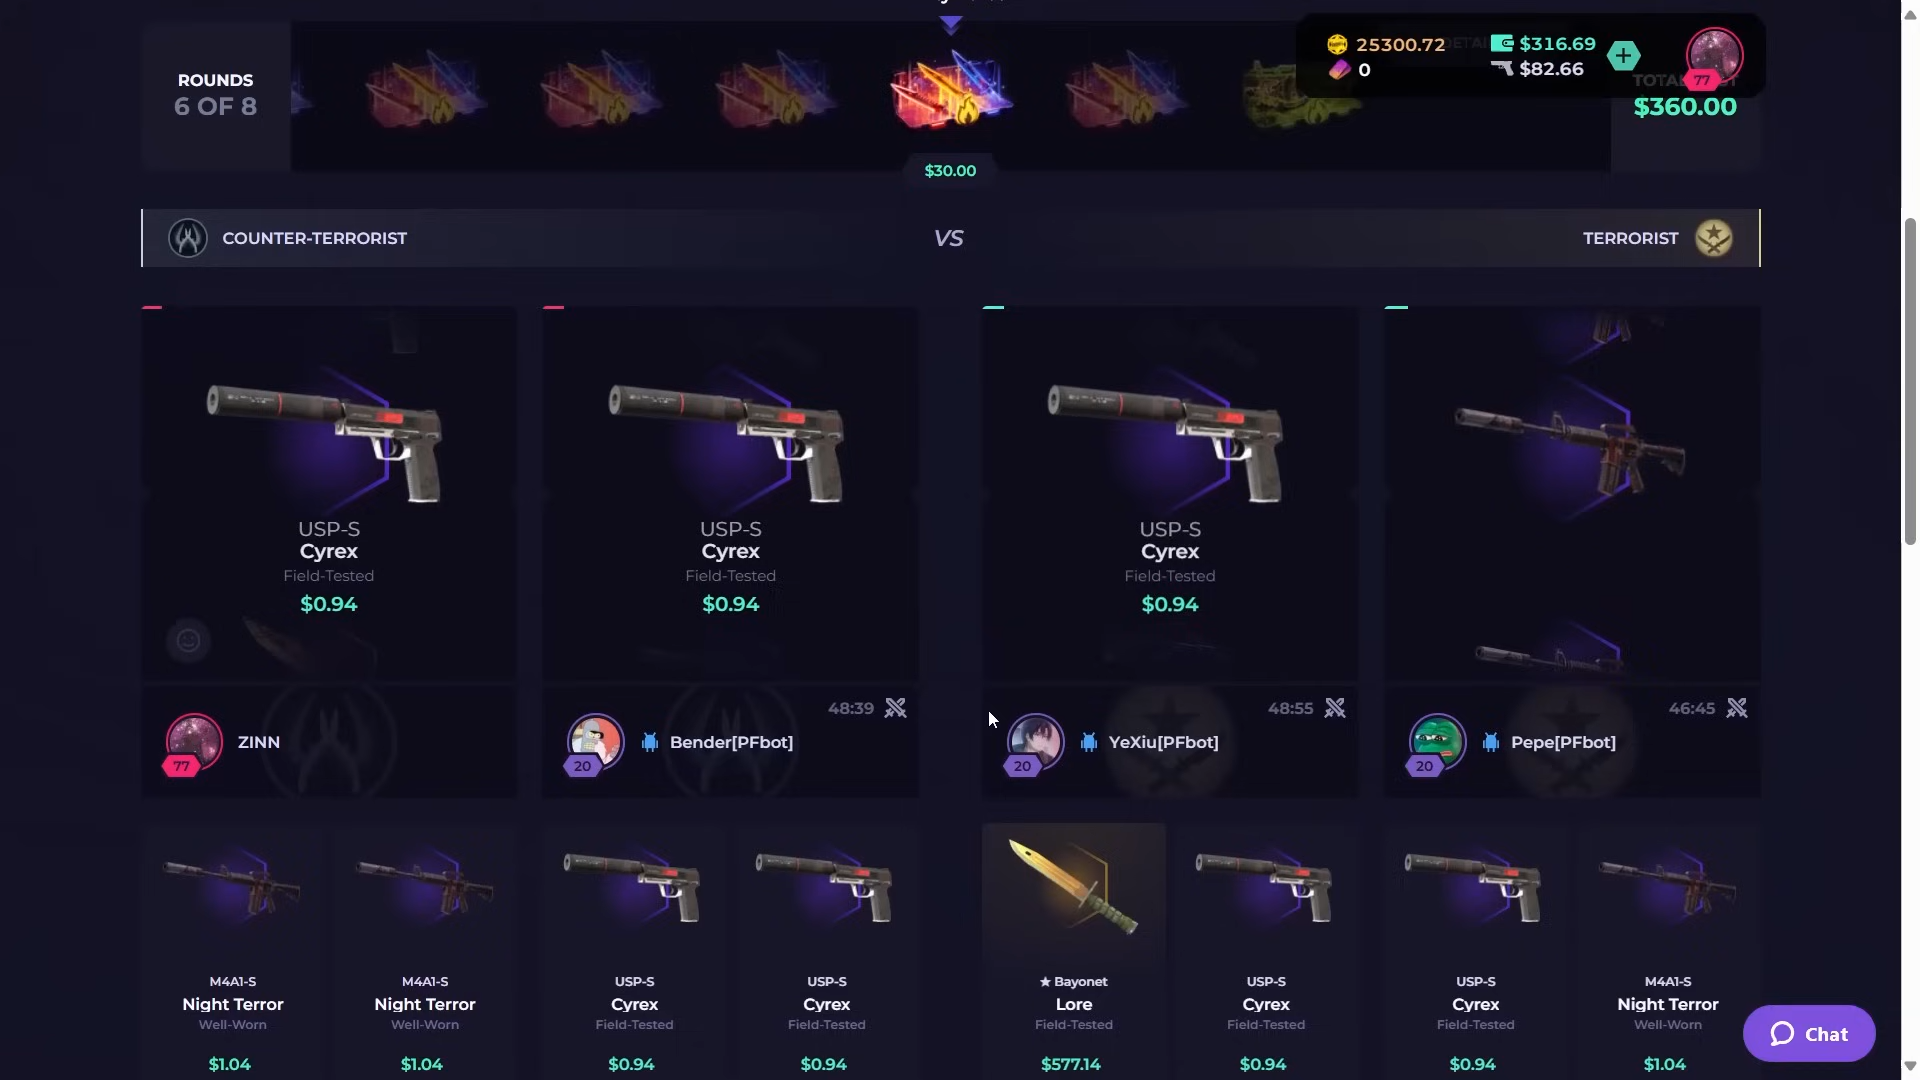 ROUNDS
6 OF 8
25300.72
0
$316.69
$82.66
77
$360.00
$30.00
COUNTER-TERRORIST
VS
TERRORIST
USP-S
Cyrex
Field-Tested
$0.94
USP-S
Cyrex
Field-Tested
$0.94
USP-S
Cyrex
Field-Tested
$0.94
77
ZINN
48:39
20
Bender[PFbot]
48:55
20
YeXiu[PFbot]
46:45
20
Pepe[PFbot]
M4A1-S
Night Terror
Well-Worn
$1.04
M4A1-S
Night Terror
Well-Worn
$1.04
USP-S
Cyrex
Field-Tested
$0.94
USP-S
Cyrex
Field-Tested
$0.94
★ Bayonet
Lore
Field-Tested
$577.14
USP-S
Cyrex
Field-Tested
$0.94
USP-S
Cyrex
Field-Tested
$0.94
M4A1-S
Night Terror
Well-Worn
$1.04
Chat